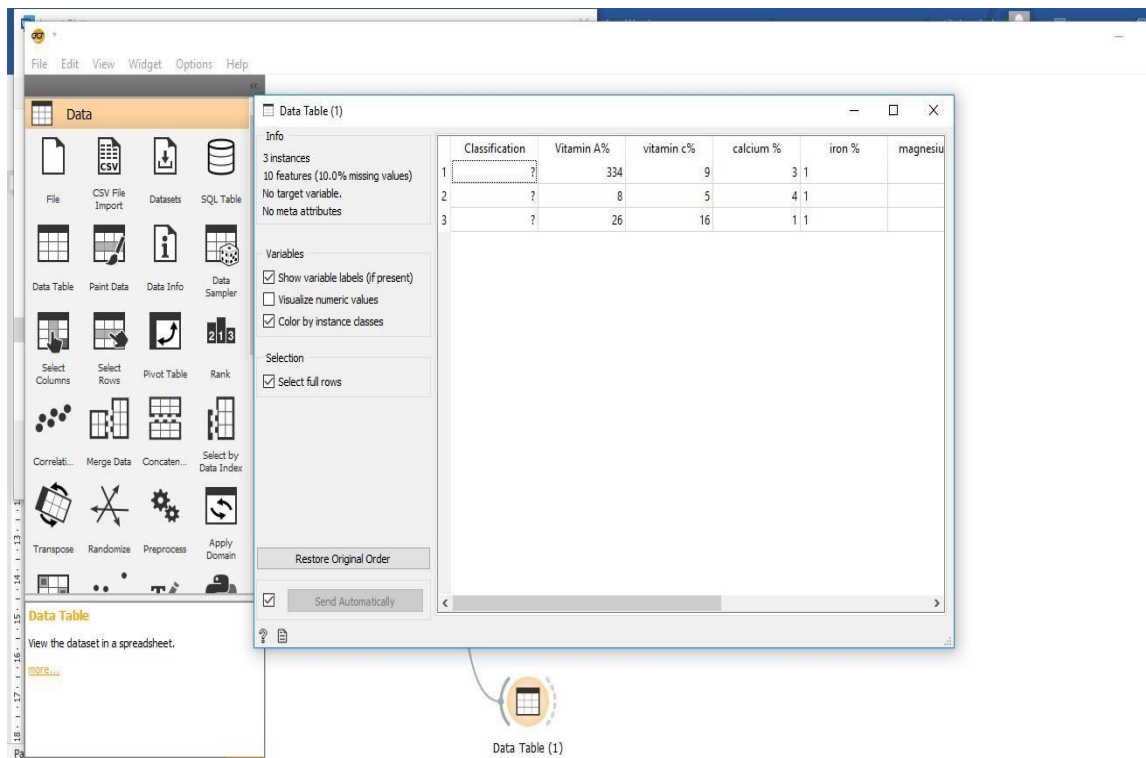 File Edit View Widget Options Help
Data
File
CSV File Import
Datasets
SQL Table
Data Table
Paint Data
Data Info
Data Sampler
Select Columns
Select Rows
Pivot Table
Rank
Correlati...
Merge Data
Concaten...
Select by Data Index
Transpose
Randomize
Preprocess
Apply Domain
Data Table
View the dataset in a spreadsheet.
more...
Data Table (1)
Info
3 instances
10 features (10.0% missing values)
No target variable.
No meta attributes
Variables
Show variable labels (if present)
Visualize numeric values
Color by instance classes
Selection
Select full rows
Restore Original Order
Send Automatically
Classification Vitamin A% vitamin c% calcium % iron % magnesiu
1 ? 334 9 3 1
2 ? 8 5 4 1
3 ? 26 16 1 1
Data Table (1)